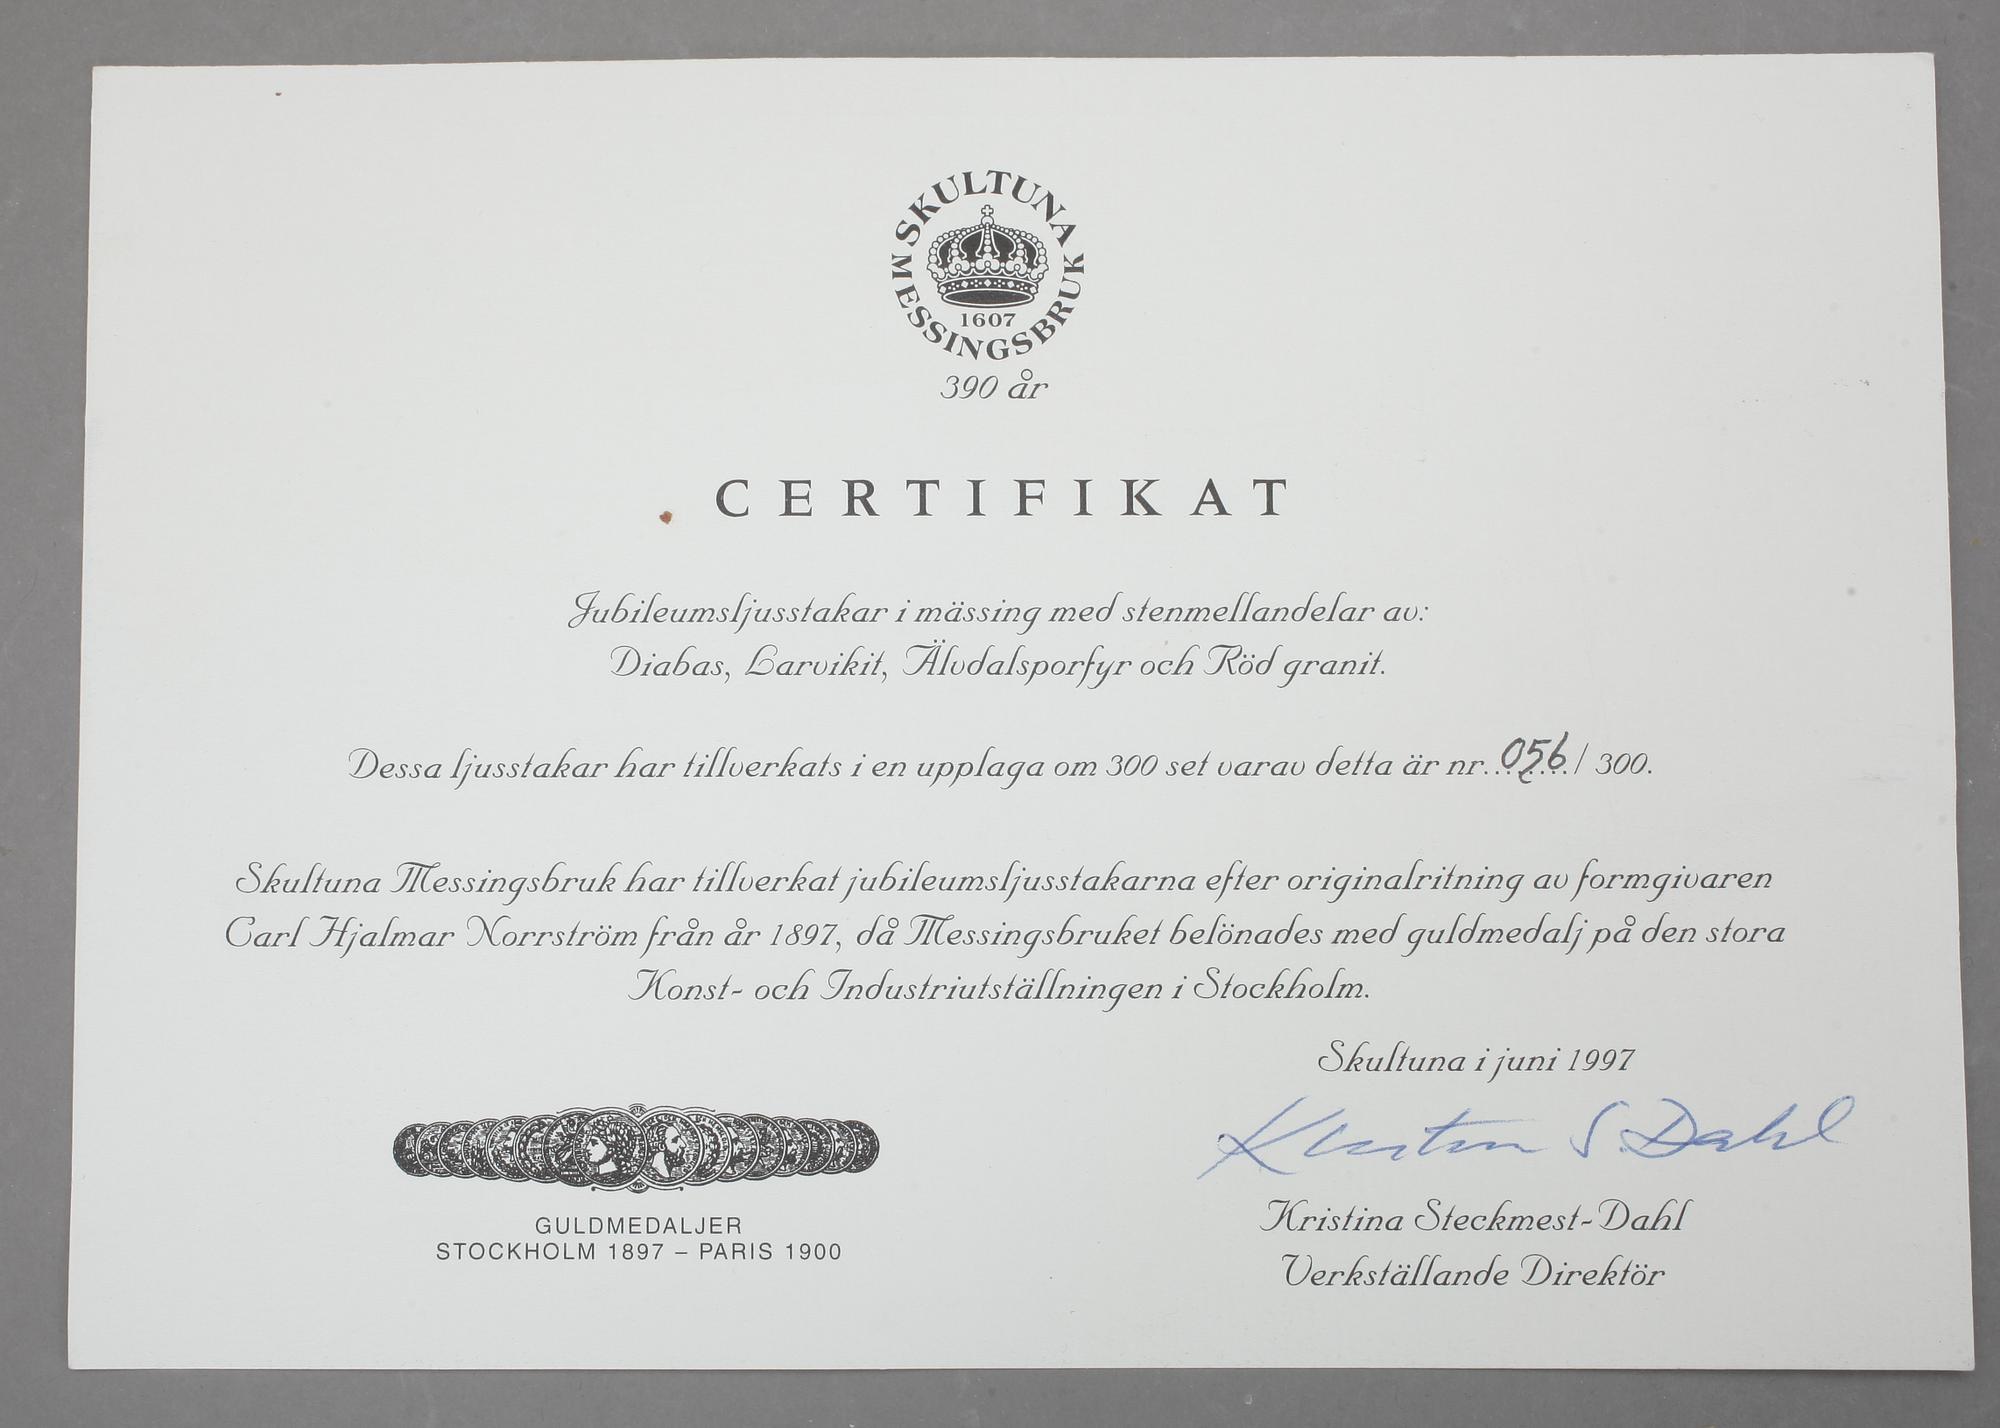 SKULTUNA
MESSINGSBRUK
1607
390 år
CERTIFIKAT
Jubileumsljusstakar i mässing med stenmellandelar av:
Diabas, Larvikit, Älvdalsporfyr och Röd granit.
Dessa ljusstakar har tillverkats i en upplaga om 300 set varav detta är nr. 056 / 300.
Skultuna Messingsbruk har tillverkat jubileumsljusstakarna efter originalritning av formgivaren
Carl Hjalmar Norrström från år 1897, då Messingsbruket belönades med guldmedalj på den stora
Konst- och Industriutställningen i Stockholm.
Skultuna i juni 1997
Kristina S. Dahl
Kristina Steckmest-Dahl
Verkställande Direktör
GULDMEDALJER
STOCKHOLM 1897 – PARIS 1900